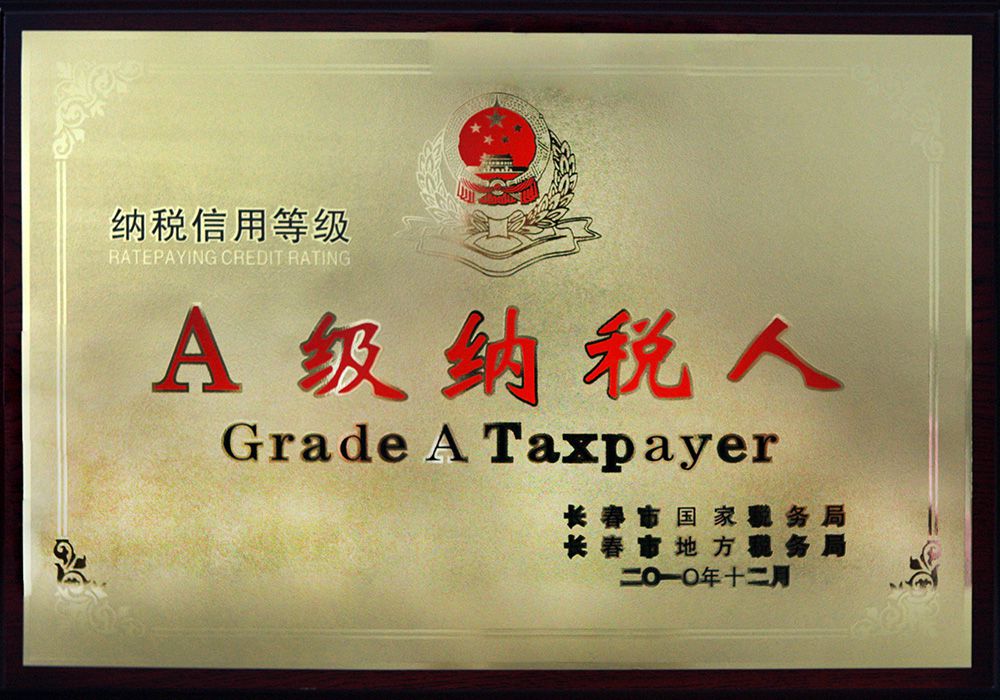 纳税信用等级
RATEPAYING CREDIT RATING
A级纳税人
Grade A Taxpayer
长春市国家税务局
长春市地方税务局
二〇一〇年十二月